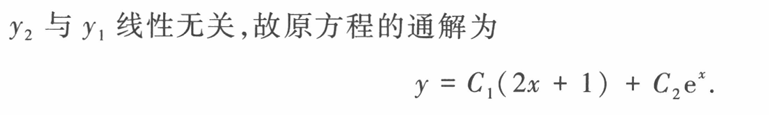 y₂ 与 y₁ 线性无关,故原方程的通解为
y = C₁(2x + 1) + C₂eˣ.